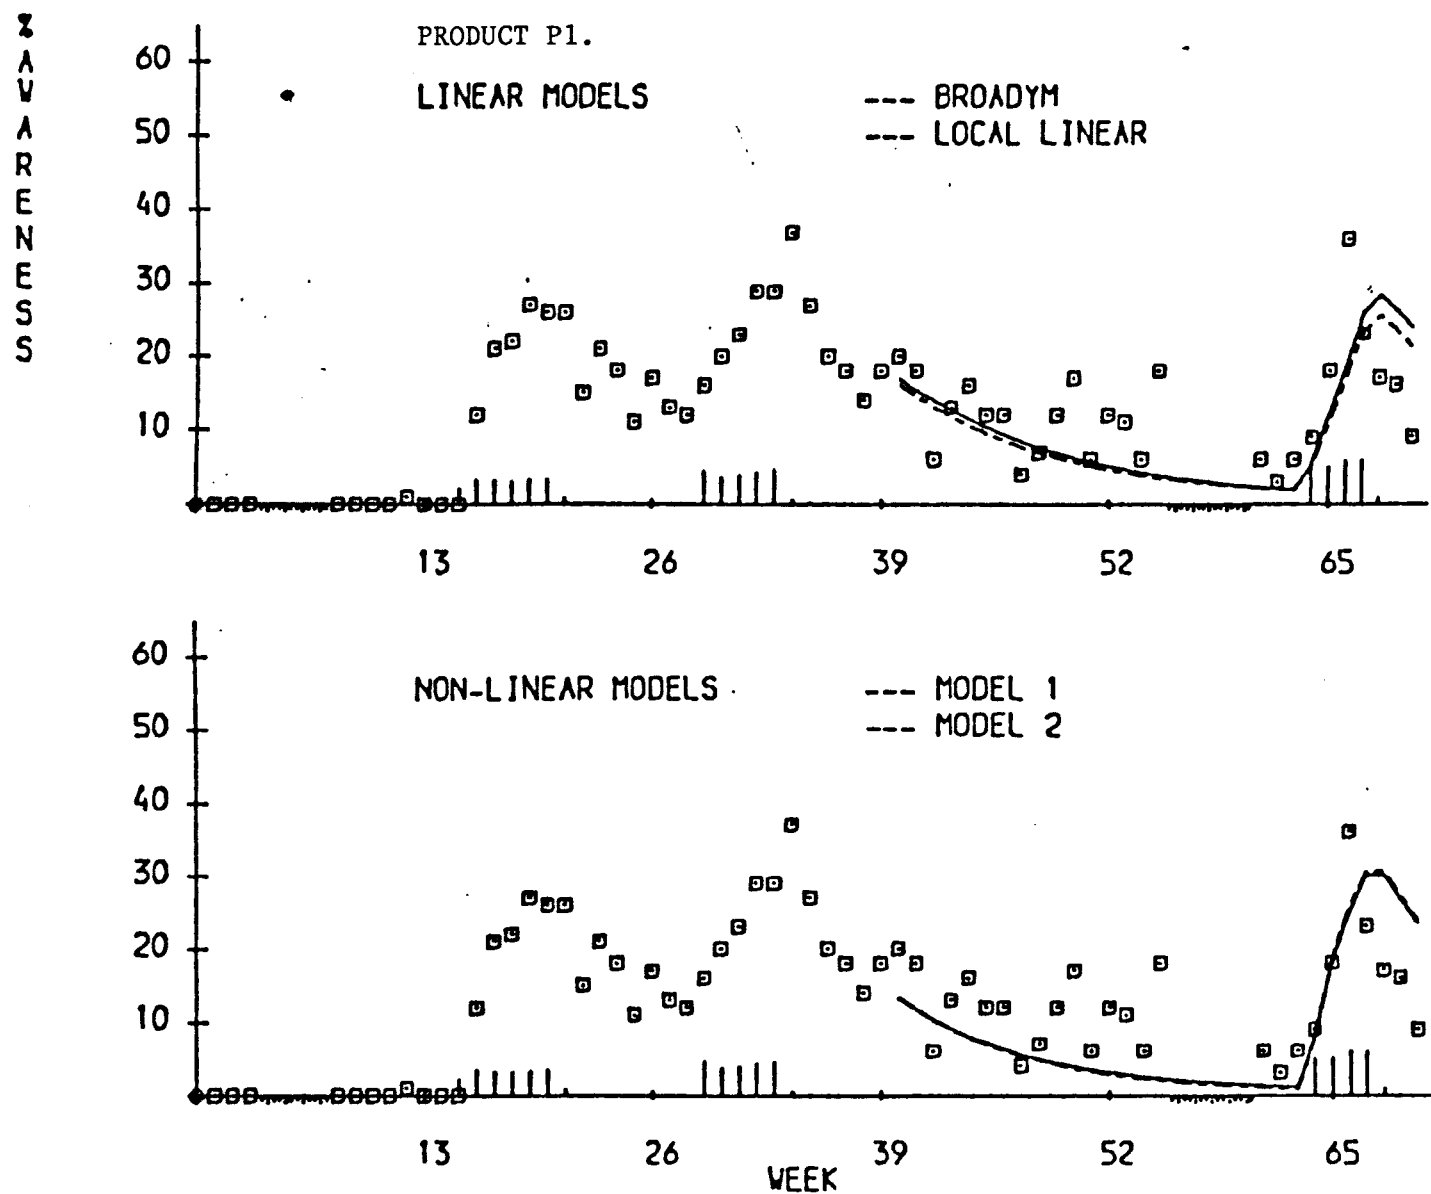 % AWARENESS
PRODUCT P1.
LINEAR MODELS
--- BROADYM
--- LOCAL LINEAR
60
50
40
30
20
10
13 26 39 52 65
NON-LINEAR MODELS
--- MODEL 1
--- MODEL 2
60
50
40
30
20
10
13 26 39 52 65
WEEK